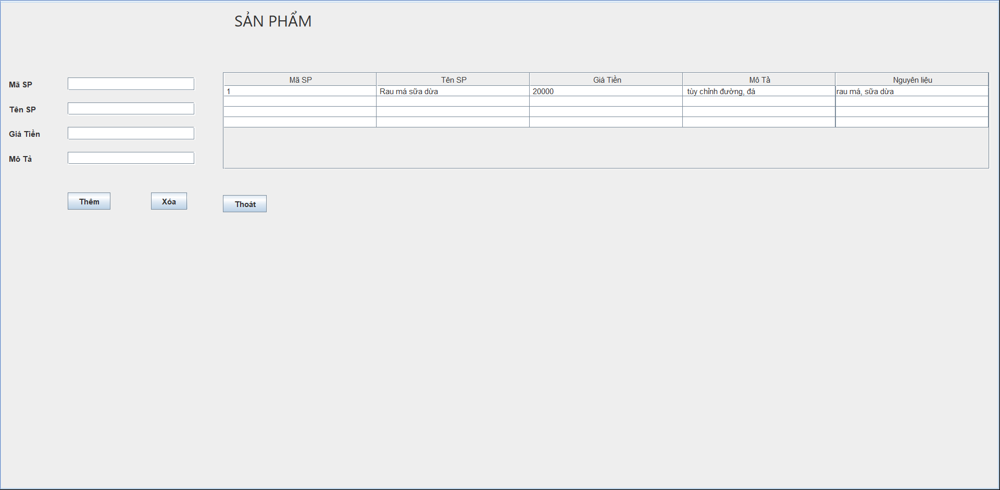 SẢN PHẨM
Mã SP
Tên SP
Giá Tiền
Mô Tả
Mã SP Tên SP Giá Tiền Mô Tả Nguyên liệu
1 Rau má sữa dừa 20000 tùy chỉnh đường, đá rau má, sữa dừa
Thêm Xóa Thoát